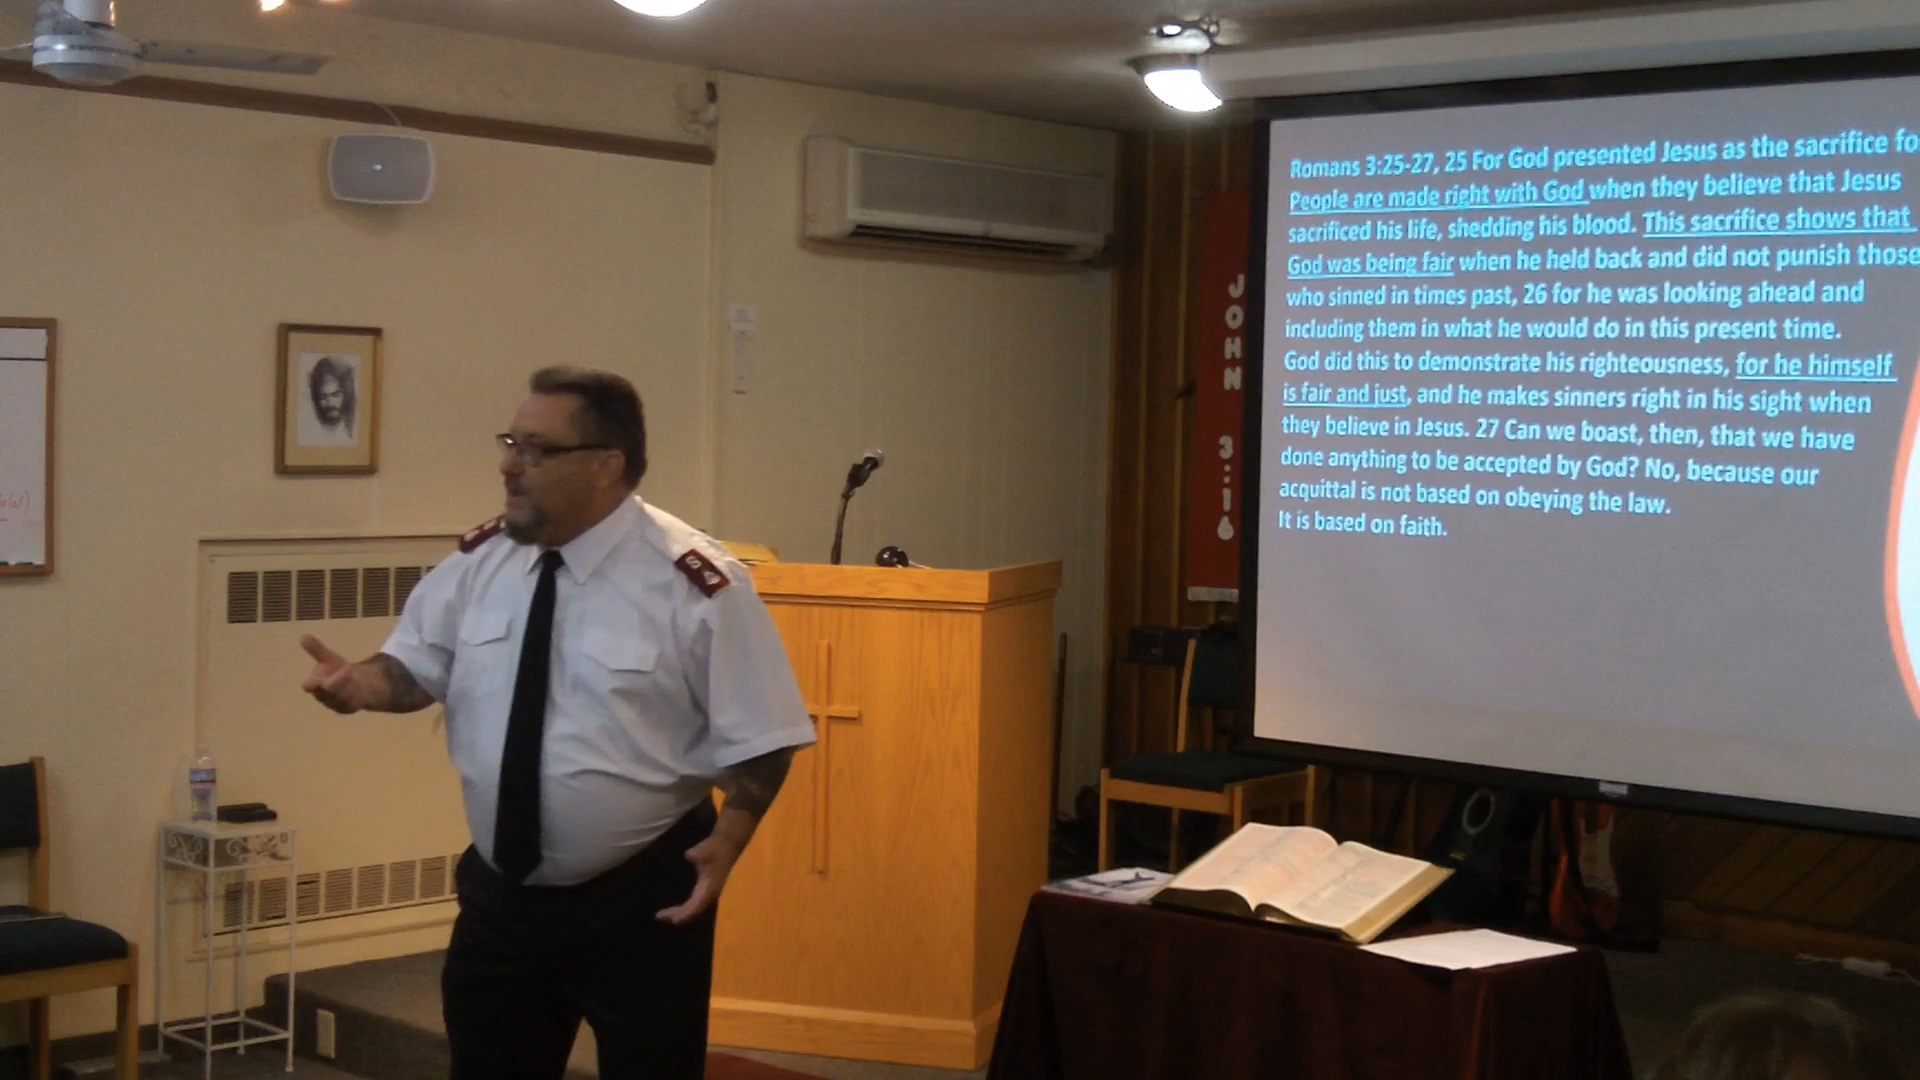 Romans 3:25-27, 25 For God presented Jesus as the sacrifice fo
People are made right with God when they believe that Jesus
sacrificed his life, shedding his blood. This sacrifice shows that
God was being fair when he held back and did not punish those
who sinned in times past, 26 for he was looking ahead and
including them in what he would do in this present time.
God did this to demonstrate his righteousness, for he himself
is fair and just, and he makes sinners right in his sight when
they believe in Jesus. 27 Can we boast, then, that we have
done anything to be accepted by God? No, because our
acquittal is not based on obeying the law.
It is based on faith.
JOHN 3:16
S